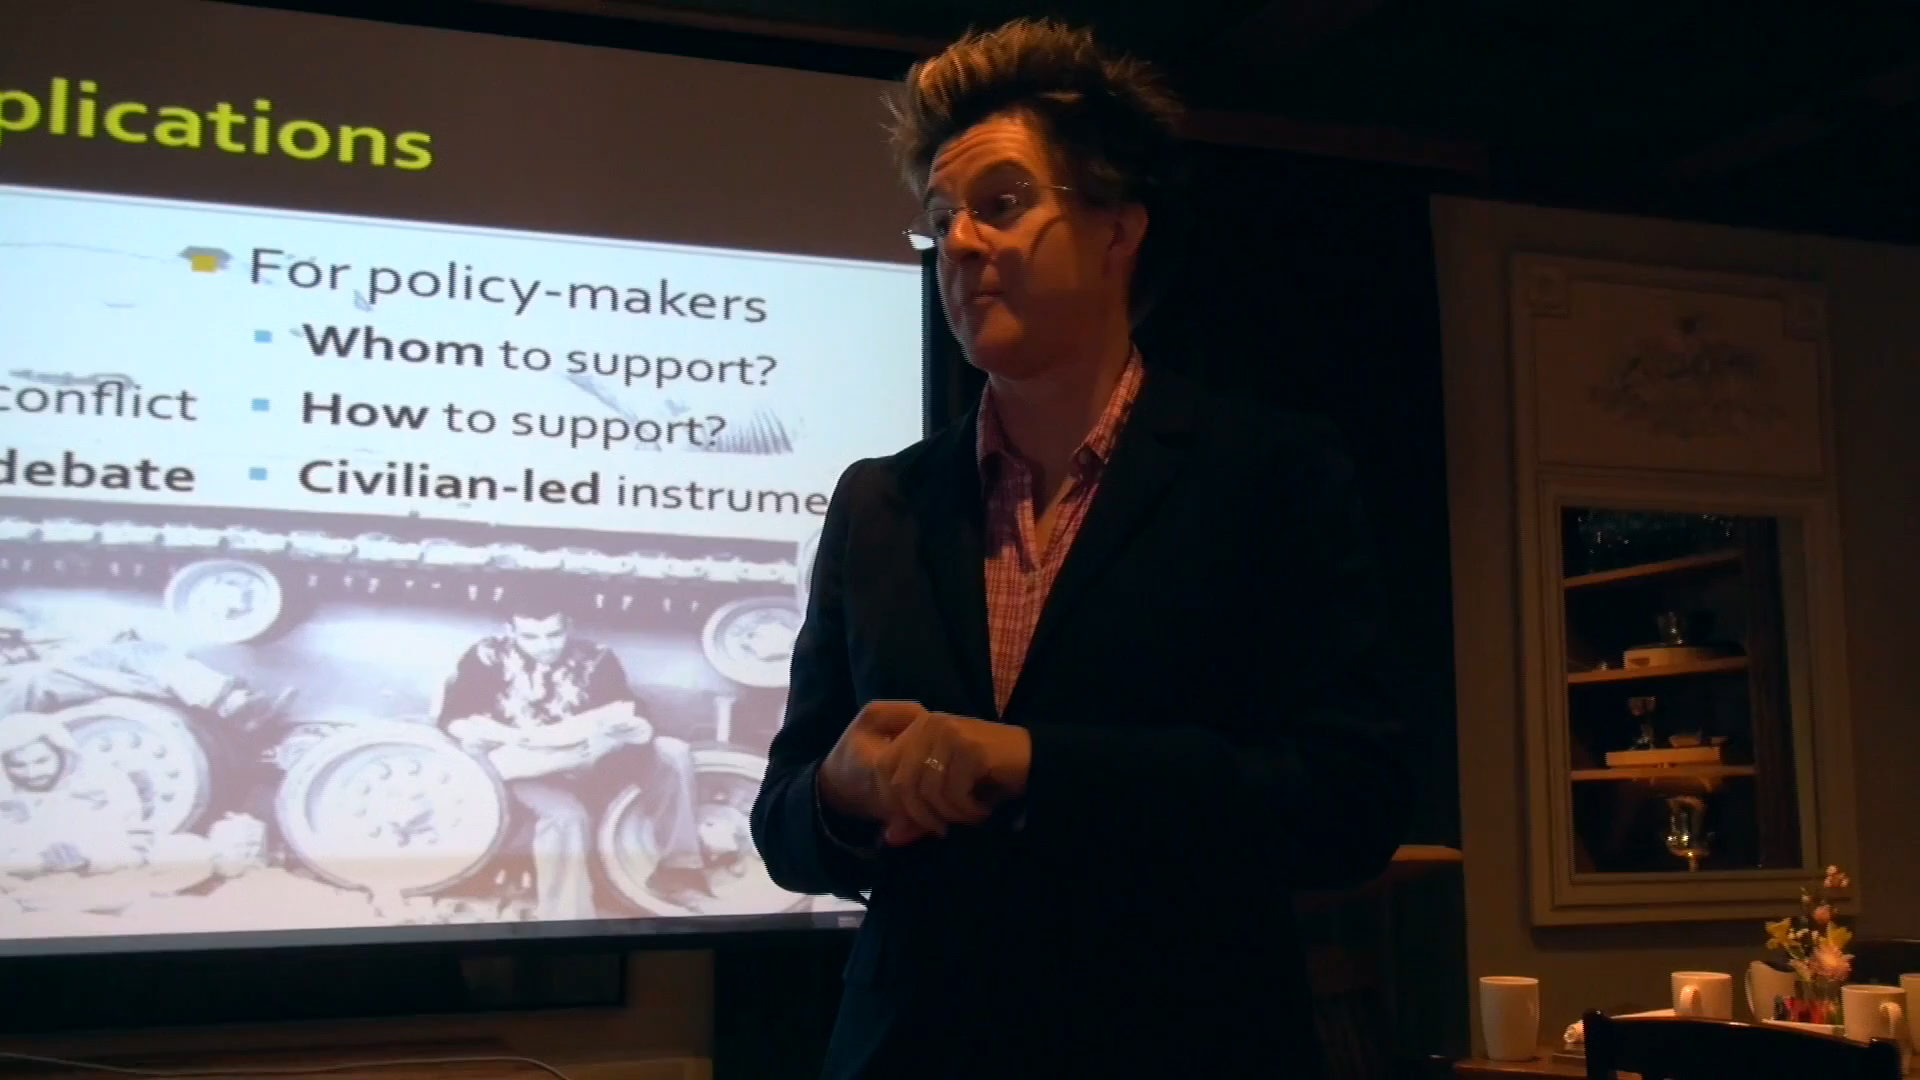 plications
For policy-makers
Whom to support?
conflict
How to support?
debate
Civilian-led instrume